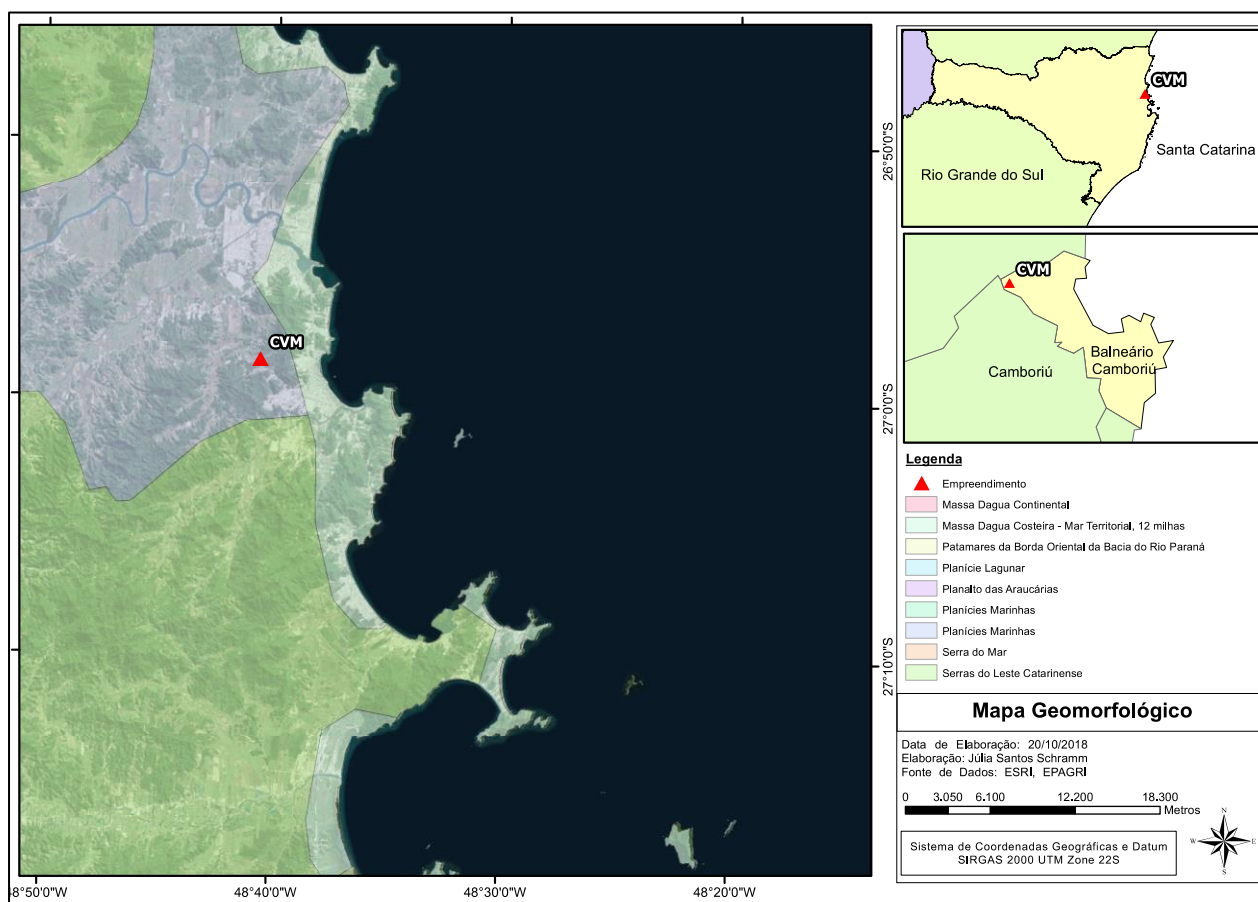 CVM
26°50'0"S
27°0'0"S
27°10'0"S
48°50'0"W
48°40'0"W
48°30'0"W
48°20'0"W
CVM
Santa Catarina
Rio Grande do Sul
CVM
Balneário
Camboriú
Camboriú
Legenda
Empreendimento
Massa Dagua Continental
Massa Dagua Costeira - Mar Territorial, 12 milhas
Patamares da Borda Oriental da Bacia do Rio Paraná
Planície Lagunar
Planalto das Araucárias
Planícies Marinhas
Planícies Marinhas
Serra do Mar
Serras do Leste Catarinense
Mapa Geomorfológico
Data de Elaboração: 20/10/2018
Elaboração: Júlia Santos Schramm
Fonte de Dados: ESRI, EPAGRI
0 3.050 6.100 12.200 18.300
Metros
Sistema de Coordenadas Geográficas e Datum
SIRGAS 2000 UTM Zone 22S
N
W E
S